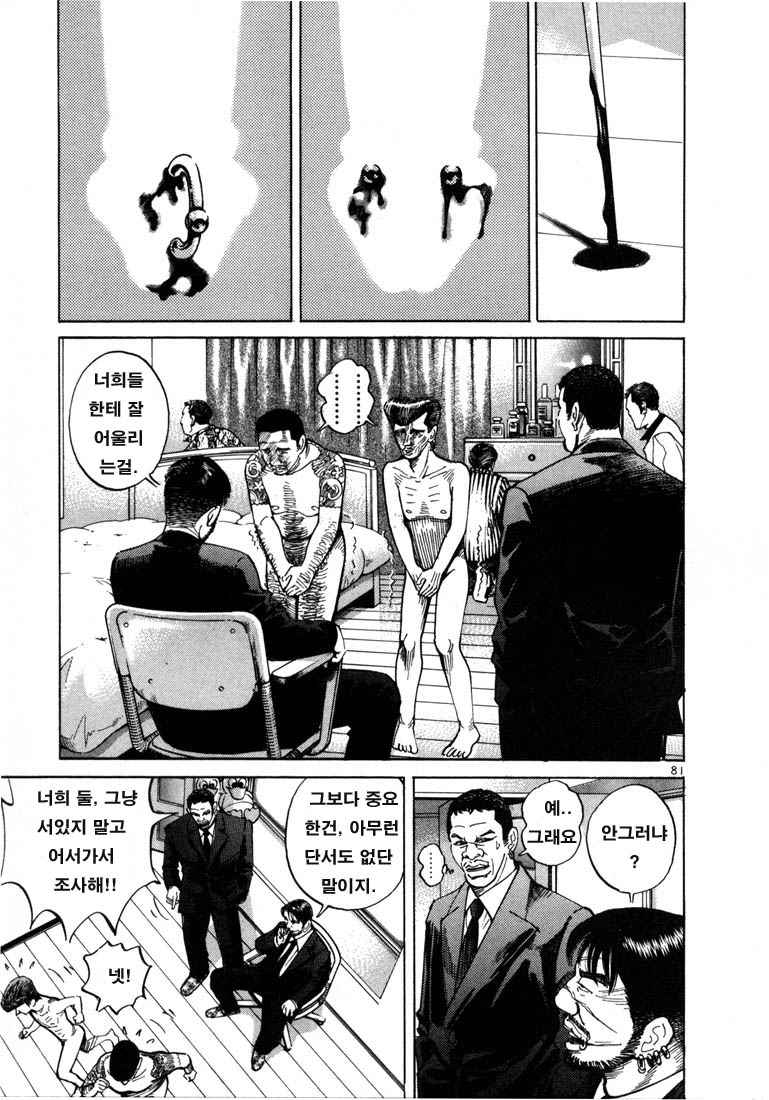 너희들
한테 잘
어울리
는걸.
81
안그러냐
?
예..
그래요
그보다 중요
한건, 아무런
단서도 없단
말이지.
너희 둘, 그냥
서있지 말고
어서가서
조사해!!
넷!